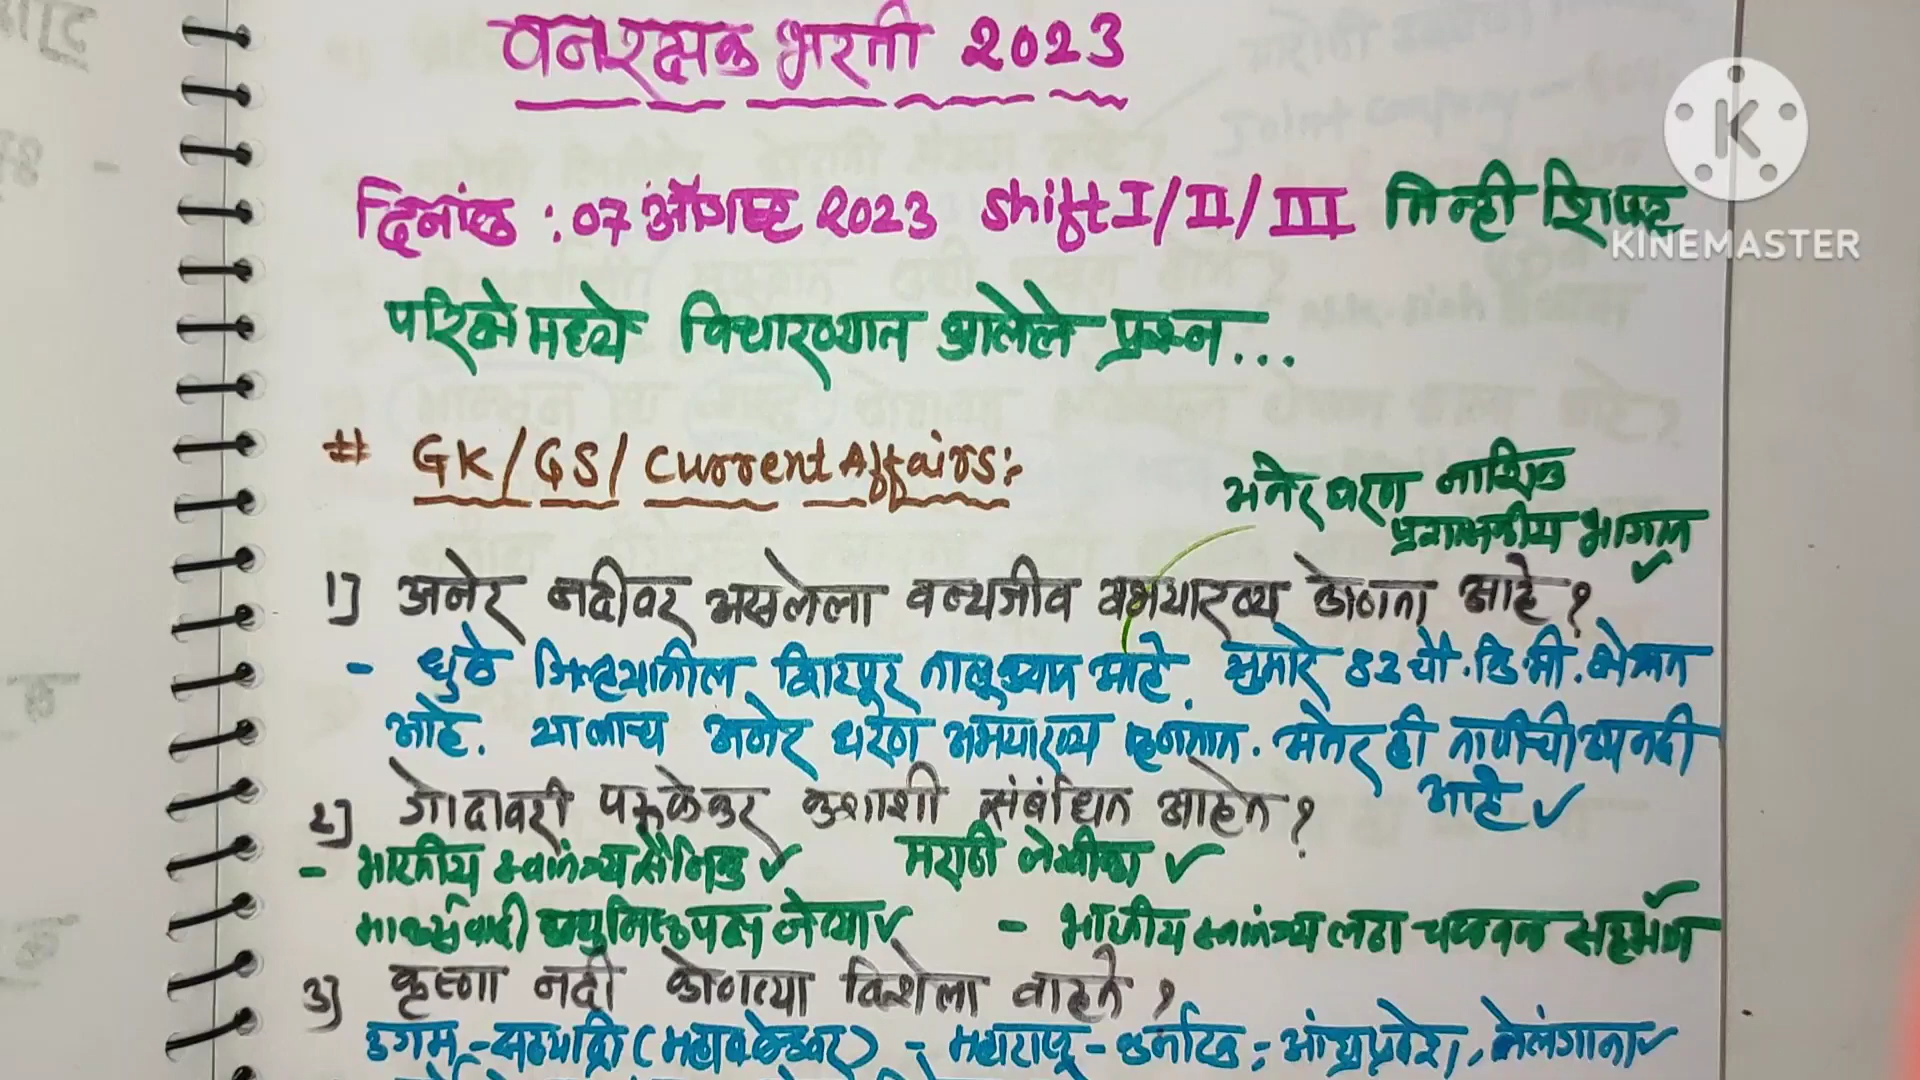 वनरक्षक भरती 2023
दिनांक : 07 ऑगस्ट 2023 shift I/II/III तिन्ही शिफ्ट
KINEMASTER
परिक्षेमध्ये विचारण्यात आलेले प्रश्न...
# GK/GS/Current Affairs:-
अनेर धरण नाशिक
प्रशासकीय भागात ✓
1] अनेर नदीवर असलेला वन्यजीव अभयारण्य कोणता आहे?
- धुळे जिल्ह्यातील शिरपूर तालुक्यात आहे. सुमारे 82 चौ.कि.मी. क्षेत्रात
आहे. यालाच अनेर धरण अभयारण्य म्हणतात. अनेर ही तापीची उपनदी
आहे ✓
2] गोदावरी परूळेकर कुशाशी संबंधित आहेत?
- भारतीय स्वातंत्र्यसैनिक ✓ मराठी लेखीका ✓
मार्क्सवादी कम्युनिस्ट पक्ष नेत्या ✓ - भारतीय स्वातंत्र्य लढा चळवळ सहभाग ✓
3] कृष्णा नदी कोणत्या दिशेला वाहते?
उगम - सह्याद्री (महाबळेश्वर) - महाराष्ट्र - कर्नाटक - आंध्रप्रदेश, तेलंगाना ✓